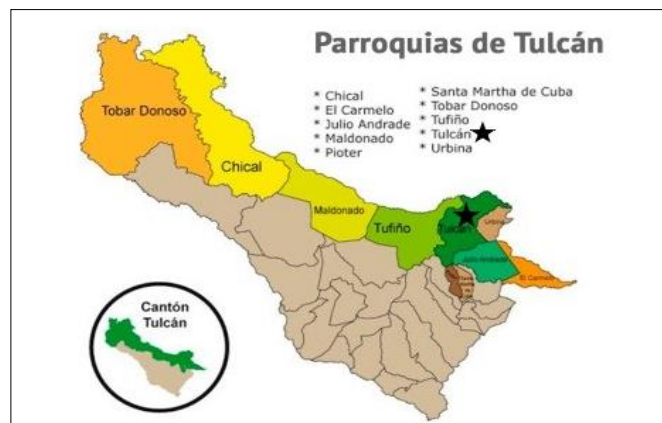 Parroquias de Tulcán
* Chical
* El Carmelo
* Julio Andrade
* Maldonado
* Pioter
* Santa Martha de Cuba
* Tobar Donoso
* Tufiño
* Tulcán
* Urbina
Tobar Donoso
Chical
Maldonado
Tufiño
Tulcán
Urbina
Julio Andrade
El Carmelo
Cantón
Tulcán